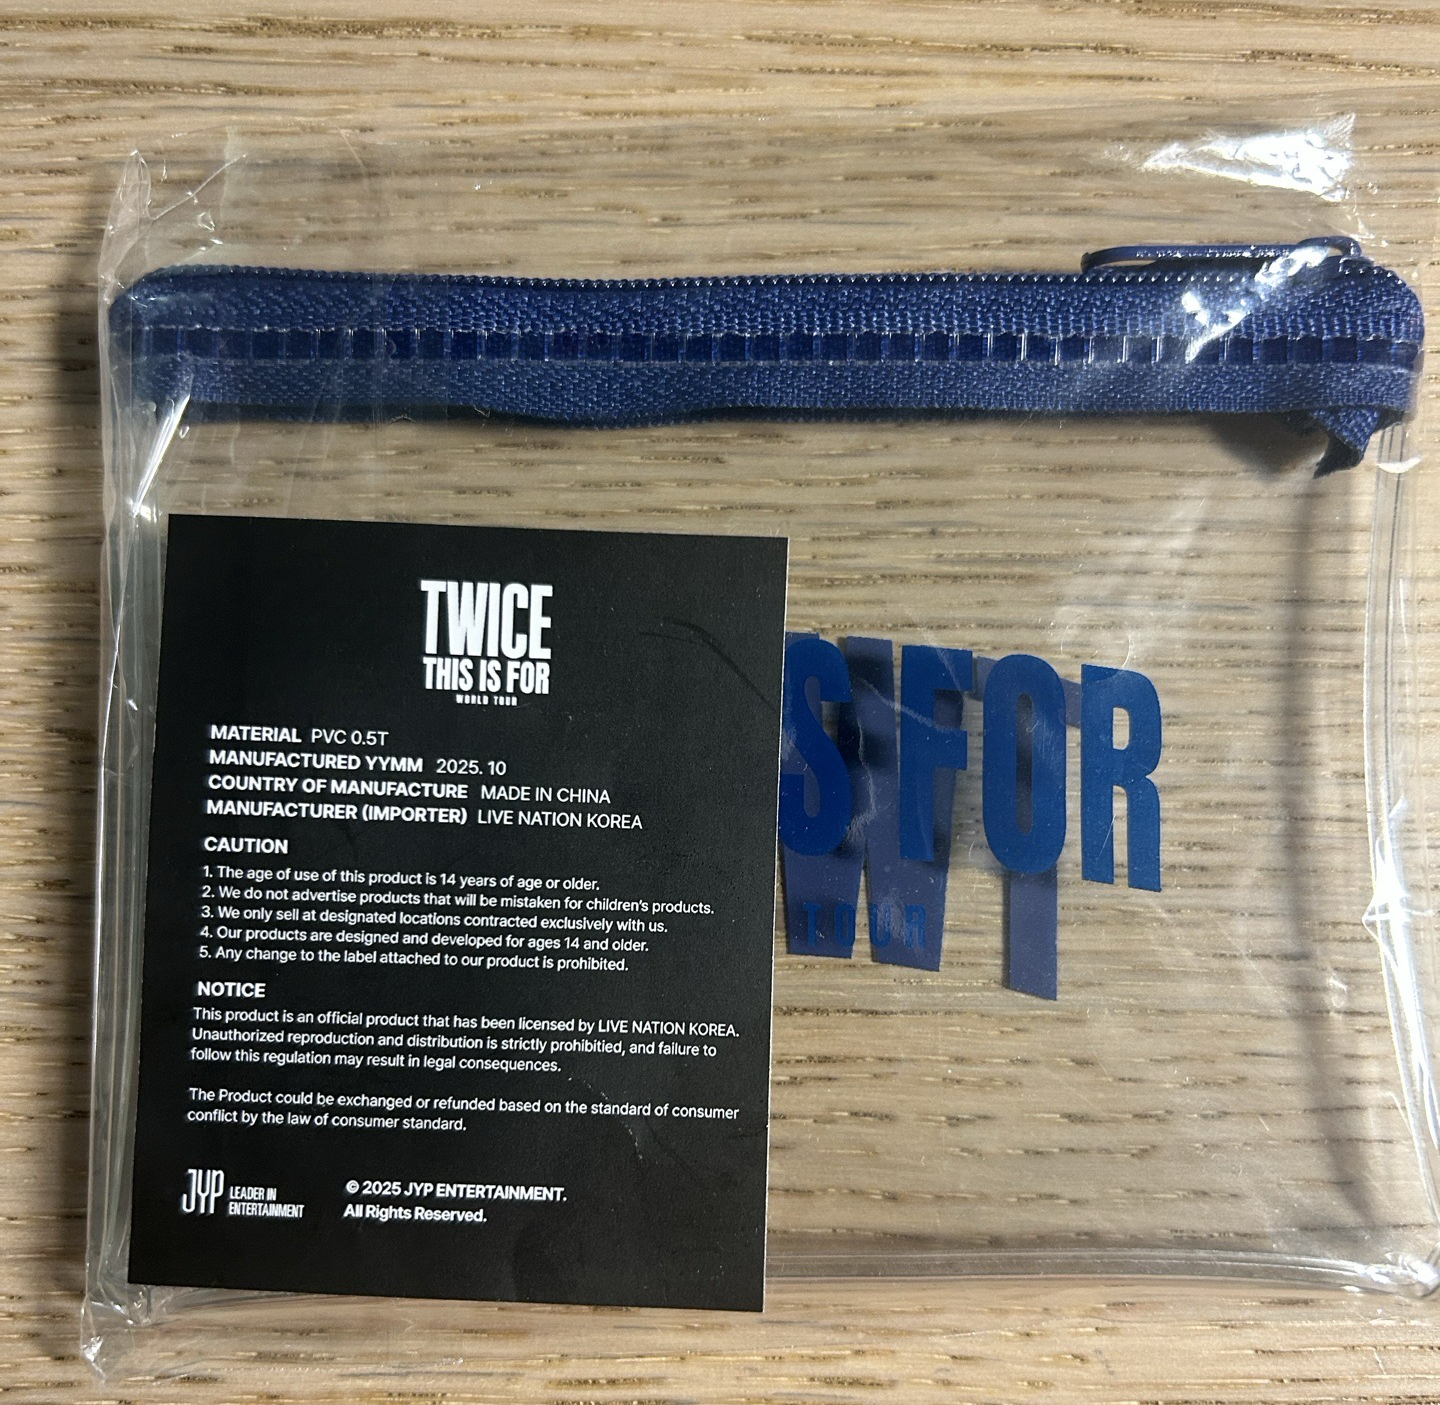 TWICE
THIS IS FOR
WORLD TOUR
MATERIAL PVC 0.5T
MANUFACTURED YYMM 2025. 10
COUNTRY OF MANUFACTURE MADE IN CHINA
MANUFACTURER (IMPORTER) LIVE NATION KOREA
CAUTION
1. The age of use of this product is 14 years of age or older.
2. We do not advertise products that will be mistaken for children's products.
3. We only sell at designated locations contracted exclusively with us.
4. Our products are designed and developed for ages 14 and older.
5. Any change to the label attached to our product is prohibited.
NOTICE
This product is an official product that has been licensed by LIVE NATION KOREA.
Unauthorized reproduction and distribution is strictly prohibitied, and failure to
follow this regulation may result in legal consequences.
The Product could be exchanged or refunded based on the standard of consumer
conflict by the law of consumer standard.
JYP LEADER IN
ENTERTAINMENT
© 2025 JYP ENTERTAINMENT.
All Rights Reserved.
S FOR
TOUR